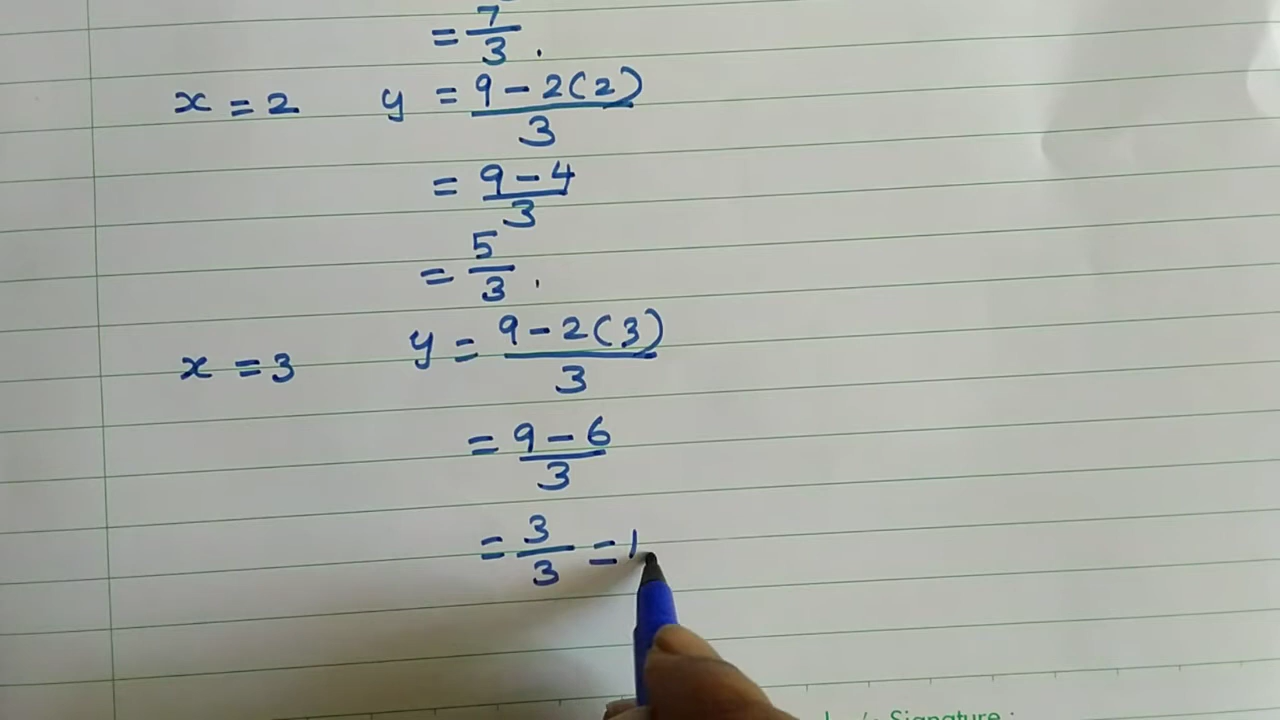 = 7/3 .
x = 2 y = 9 - 2(2)/3
= 9 - 4/3
= 5/3 .
x = 3 y = 9 - 2(3)/3
= 9 - 6/3
= 3/3 = 1
Signature :